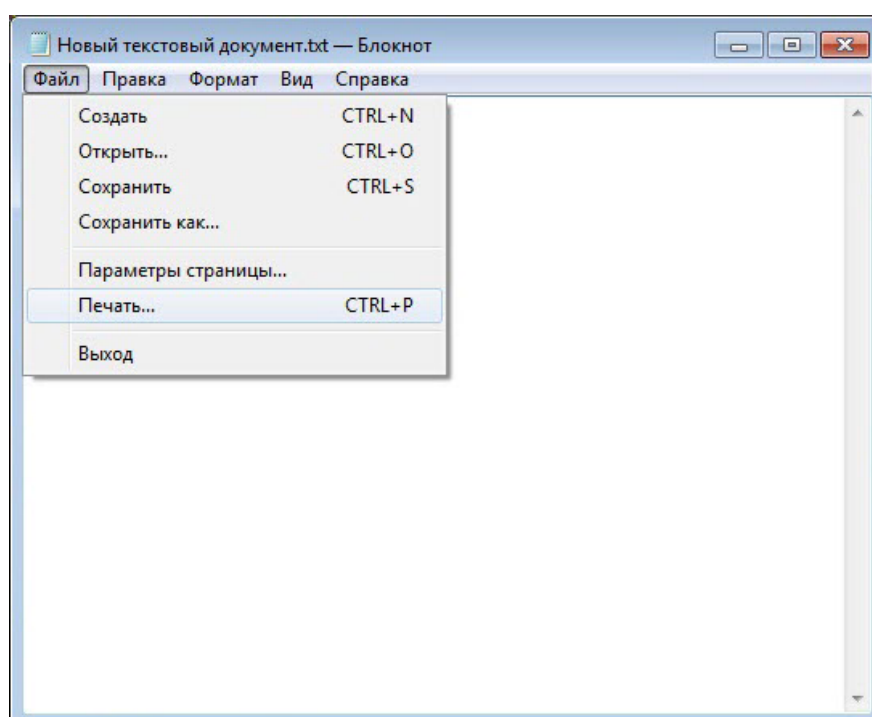 Новый текстовый документ.txt — Блокнот
Файл Правка Формат Вид Справка
Создать CTRL+N
Открыть... CTRL+O
Сохранить CTRL+S
Сохранить как...
Параметры страницы...
Печать... CTRL+P
Выход